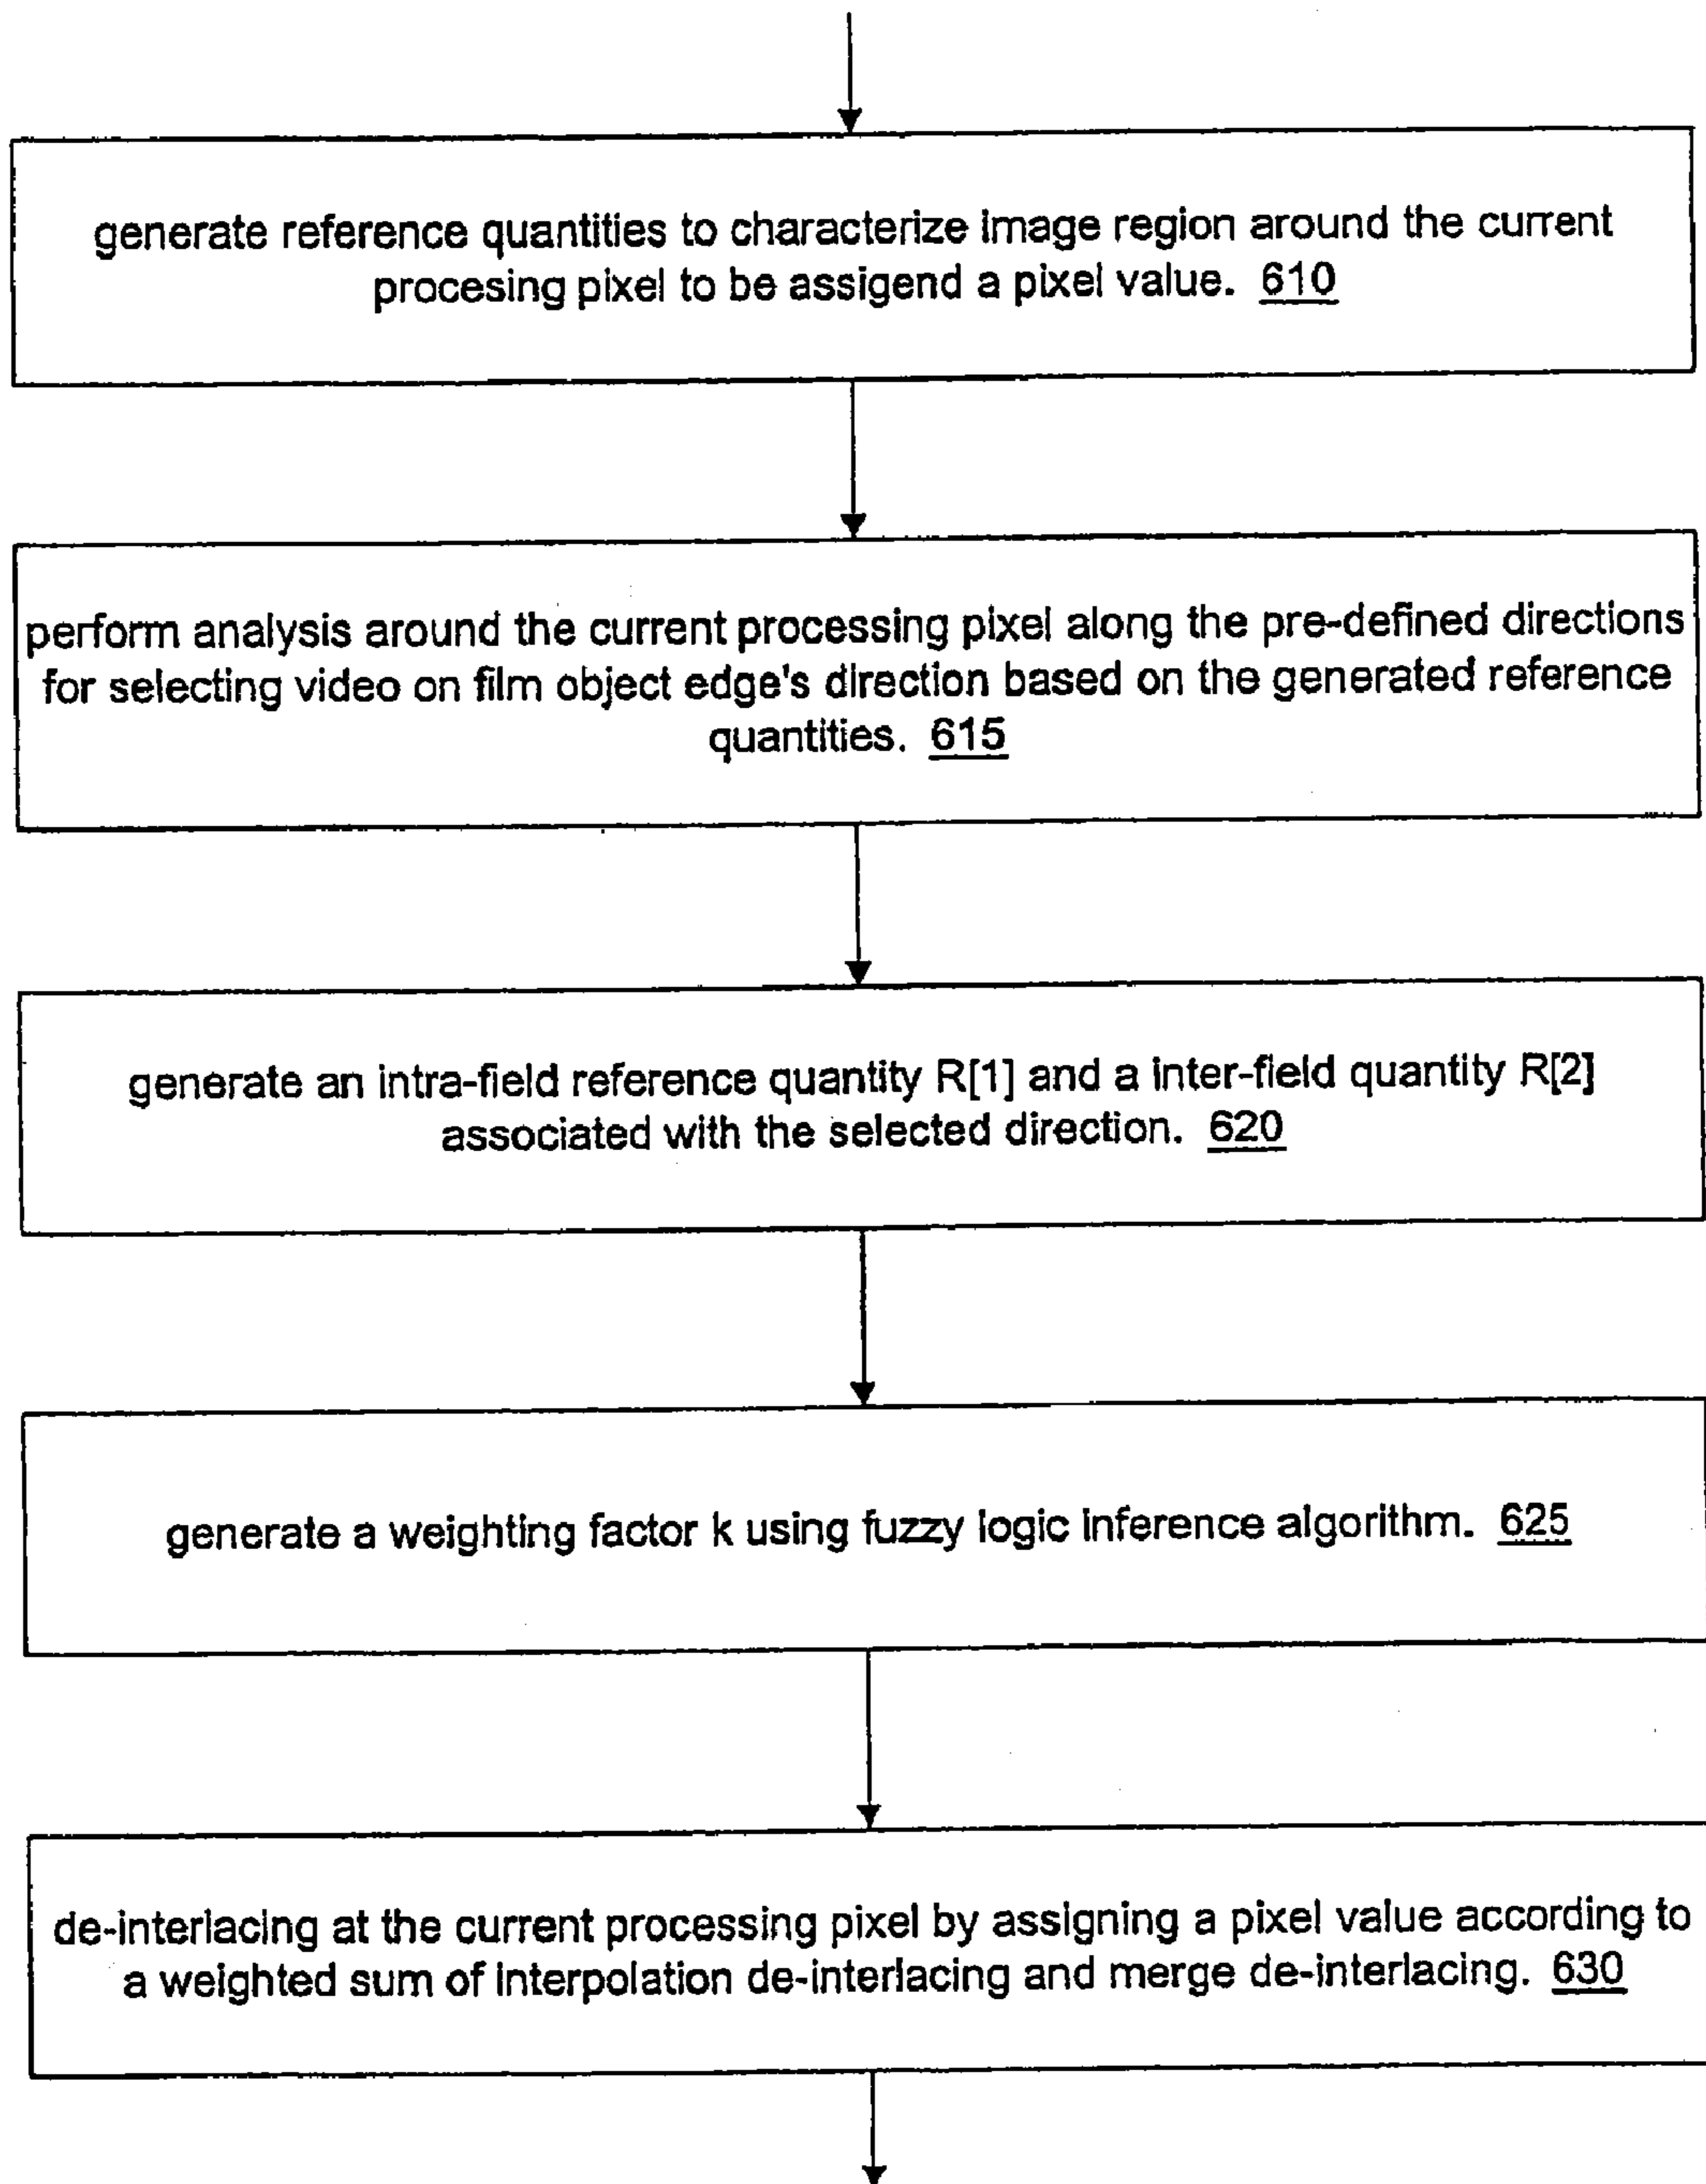 generate reference quantities to characterize image region around the current
procesing pixel to be assigend a pixel value. 610
perform analysis around the current processing pixel along the pre-defined directions
for selecting video on film object edge's direction based on the generated reference
quantities. 615
generate an intra-field reference quantity R[1] and a inter-field quantity R[2]
associated with the selected direction. 620
generate a weighting factor k using fuzzy logic inference algorithm. 625
de-interlacing at the current processing pixel by assigning a pixel value according to
a weighted sum of interpolation de-interlacing and merge de-interlacing. 630